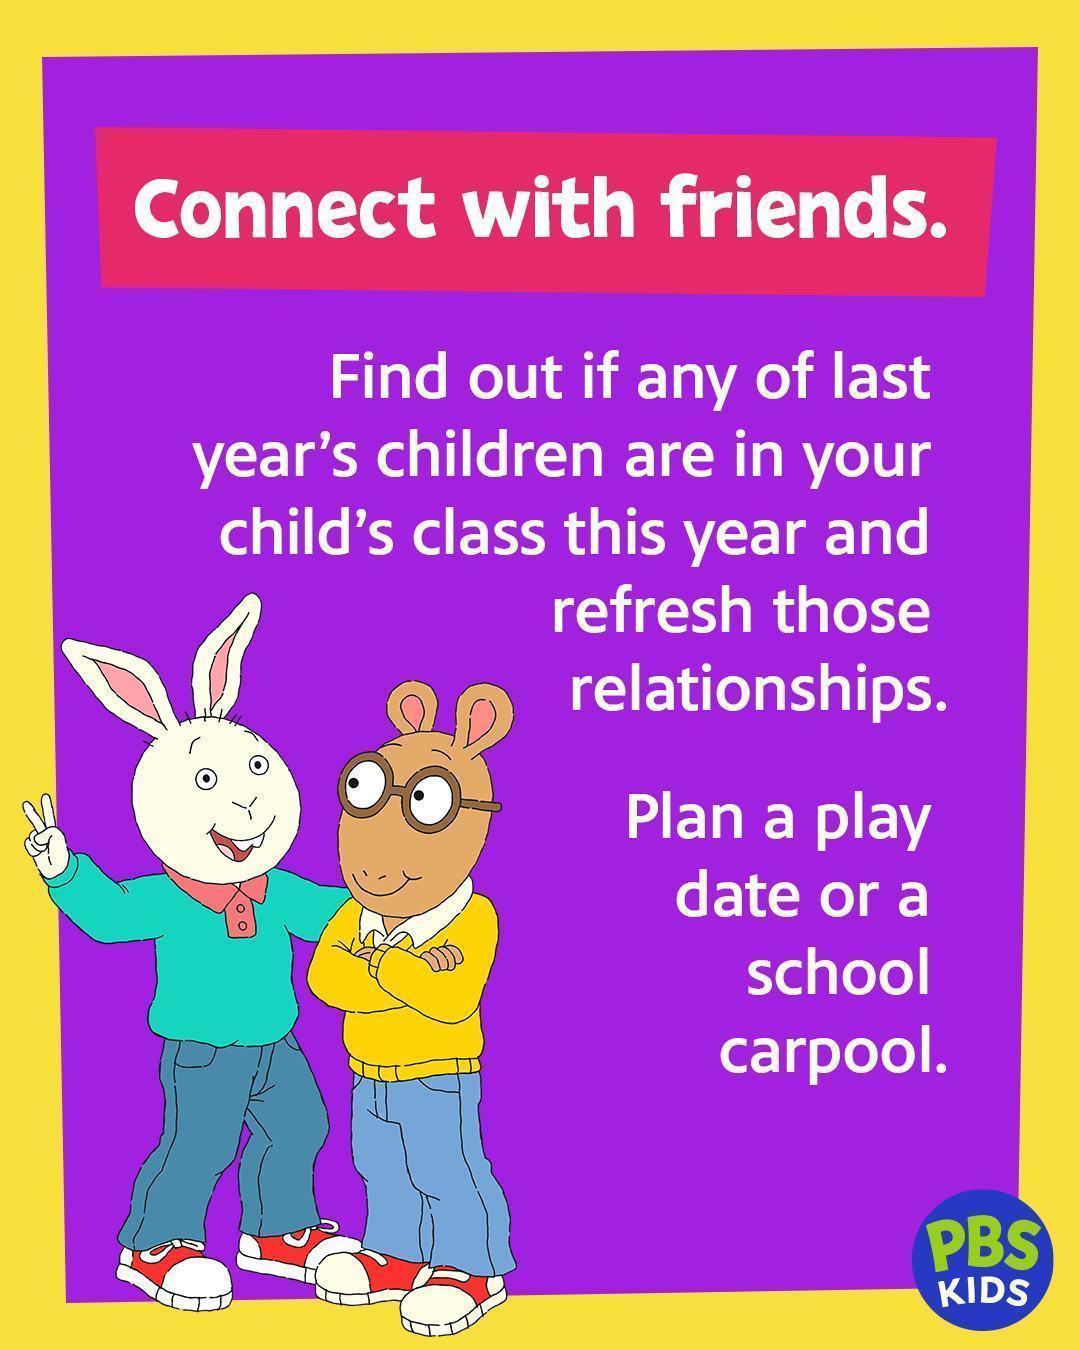 Connect with friends.
Find out if any of last
year’s children are in your
child’s class this year and
refresh those
relationships.
Plan a play
date or a
school
carpool.
PBS
KIDS